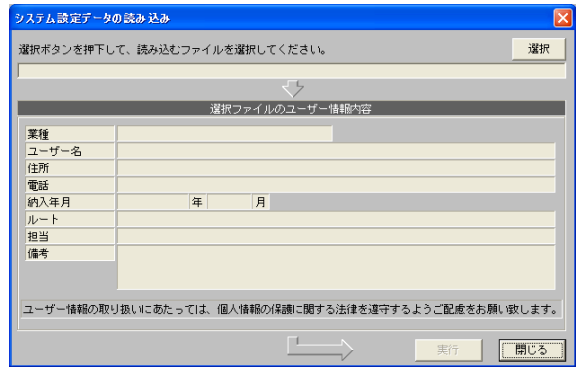 システム設定データの読み込み
選択ボタンを押下して、読み込むファイルを選択してください。
選択
選択ファイルのユーザー情報内容
業種
ユーザー名
住所
電話
納入年月 年 月
ルート
担当
備考
ユーザー情報の取り扱いにあたっては、個人情報の保護に関する法律を遵守するようご配慮をお願い致します。
実行 閉じる